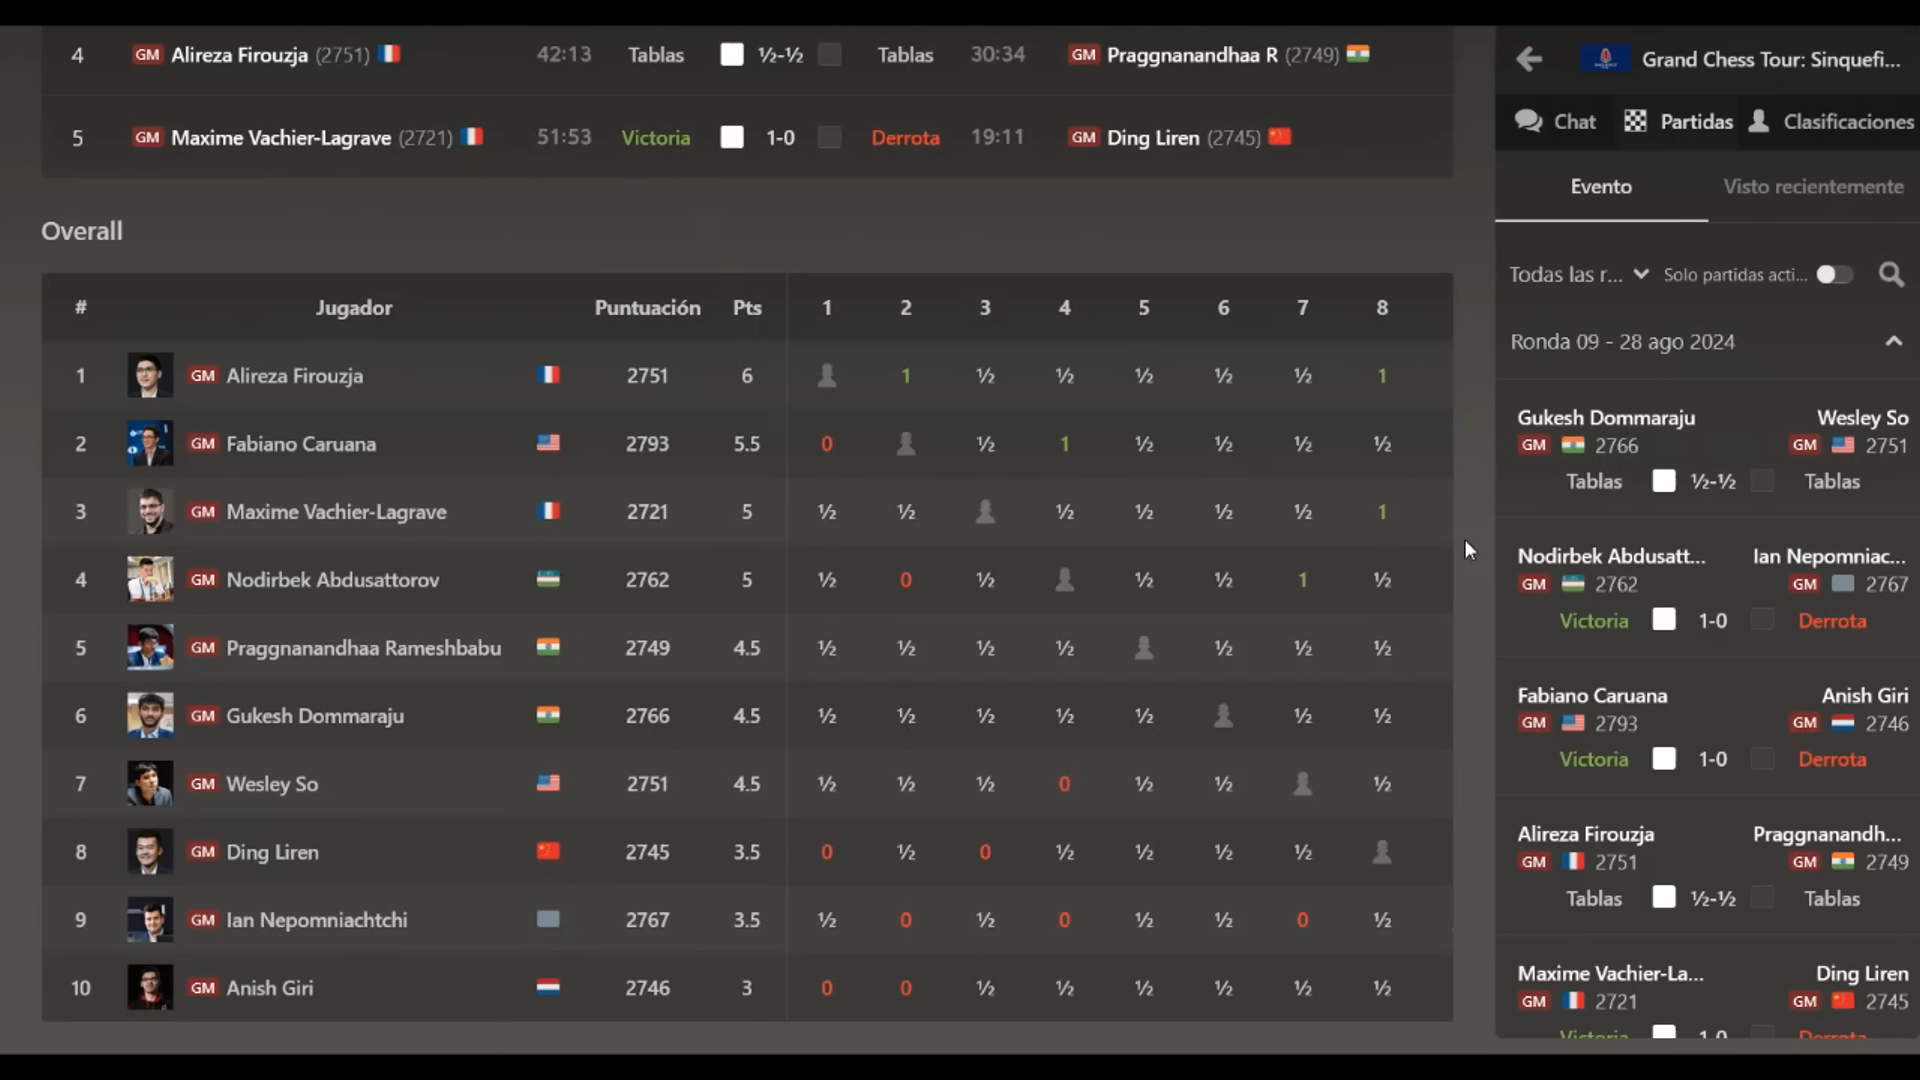 4 GM Alireza Firouzja (2751) 42:13 Tablas ½-½ Tablas 30:34 GM Praggnanandhaa R (2749)
5 GM Maxime Vachier-Lagrave (2721) 51:53 Victoria 1-0 Derrota 19:11 GM Ding Liren (2745)
Overall
# Jugador Puntuación Pts 1 2 3 4 5 6 7 8
1 GM Alireza Firouzja 2751 6 1 ½ ½ ½ ½ ½ 1
2 GM Fabiano Caruana 2793 5.5 0 ½ 1 ½ ½ ½ ½
3 GM Maxime Vachier-Lagrave 2721 5 ½ ½ ½ ½ ½ ½ 1
4 GM Nodirbek Abdusattorov 2762 5 ½ 0 ½ ½ ½ 1 ½
5 GM Praggnanandhaa Rameshbabu 2749 4.5 ½ ½ ½ ½ ½ ½ ½
6 GM Gukesh Dommaraju 2766 4.5 ½ ½ ½ ½ ½ ½ ½
7 GM Wesley So 2751 4.5 ½ ½ ½ 0 ½ ½ ½
8 GM Ding Liren 2745 3.5 0 ½ 0 ½ ½ ½ ½
9 GM Ian Nepomniachtchi 2767 3.5 ½ 0 ½ 0 ½ ½ 0 ½
10 GM Anish Giri 2746 3 0 0 ½ ½ ½ ½ ½ ½
Grand Chess Tour: Sinquefi...
Chat Partidas Clasificaciones
Evento Visto recientemente
Todas las r... Solo partidas acti...
Ronda 09 - 28 ago 2024
Gukesh Dommaraju Wesley So
GM 2766 GM 2751
Tablas ½-½ Tablas
Nodirbek Abdusatt... Ian Nepomniac...
GM 2762 GM 2767
Victoria 1-0 Derrota
Fabiano Caruana Anish Giri
GM 2793 GM 2746
Victoria 1-0 Derrota
Alireza Firouzja Praggnanandh...
GM 2751 GM 2749
Tablas ½-½ Tablas
Maxime Vachier-La... Ding Liren
GM 2721 GM 2745
Victoria 1-0 Derrota